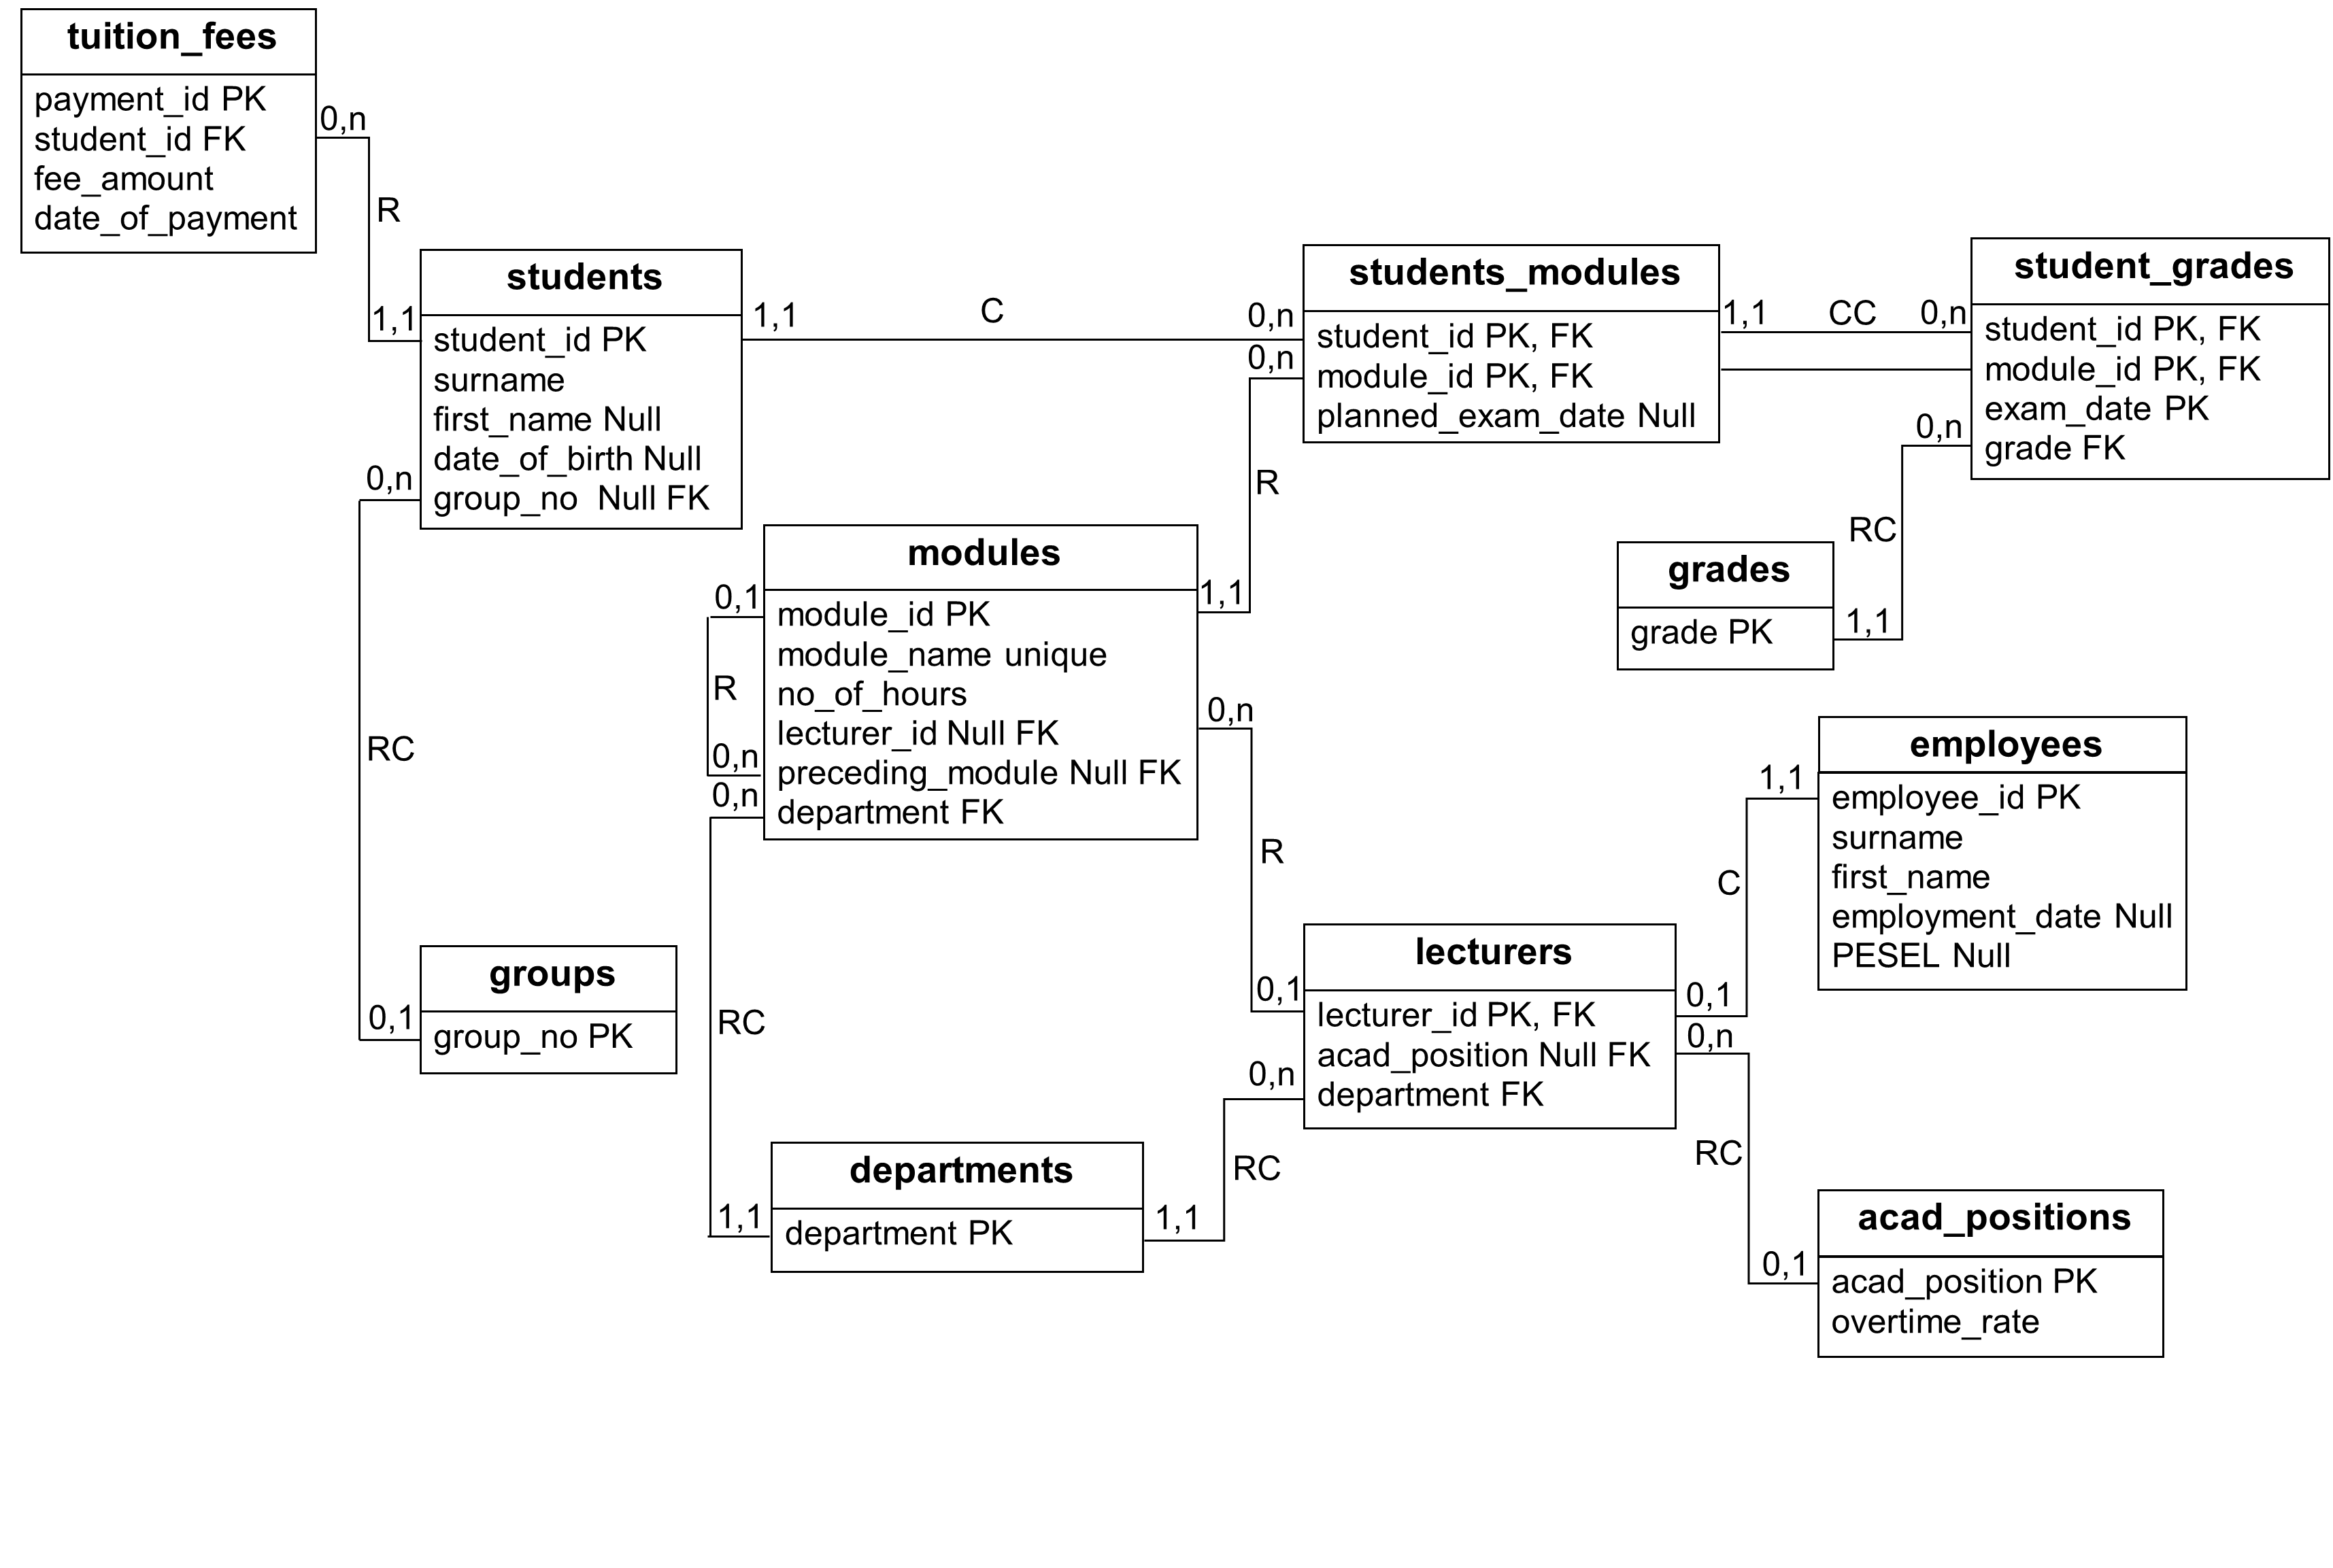 tuition_fees
payment_id PK
student_id FK
fee_amount
date_of_payment
0,n
R
1,1
students
student_id PK
surname
first_name Null
date_of_birth Null
group_no  Null FK
1,1
C
0,n
0,n
students_modules
student_id PK, FK
module_id PK, FK
planned_exam_date Null
1,1
CC
0,n
student_grades
student_id PK, FK
module_id PK, FK
exam_date PK
grade FK
0,n
RC
1,1
grades
grade PK
R
1,1
modules
module_id PK
module_name unique
no_of_hours
lecturer_id Null FK
preceding_module Null FK
department FK
0,1
R
0,n
0,n
0,n
RC
0,1
groups
group_no PK
0,n
R
0,1
employees
employee_id PK
surname
first_name
employment_date Null
PESEL Null
1,1
C
0,1
0,n
lecturers
lecturer_id PK, FK
acad_position Null FK
department FK
0,n
RC
1,1
RC
1,1
departments
department PK
RC
0,1
acad_positions
acad_position PK
overtime_rate